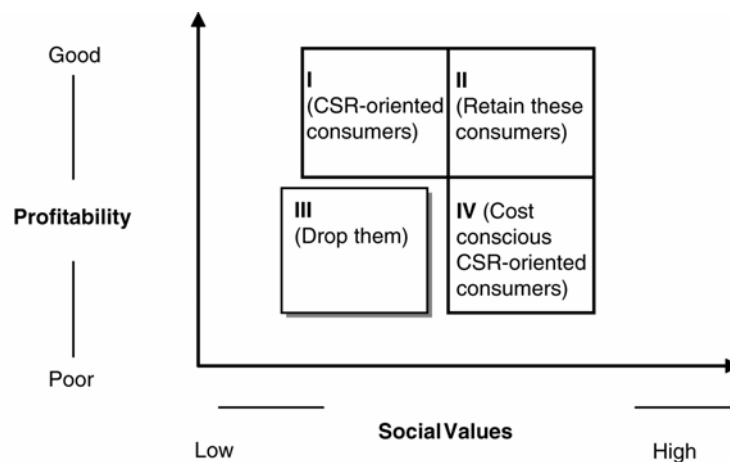 Good
I
(CSR-oriented
consumers)
II
(Retain these
consumers)
Profitability
III
(Drop them)
IV (Cost
conscious
CSR-oriented
consumers)
Poor
Social Values
Low
High